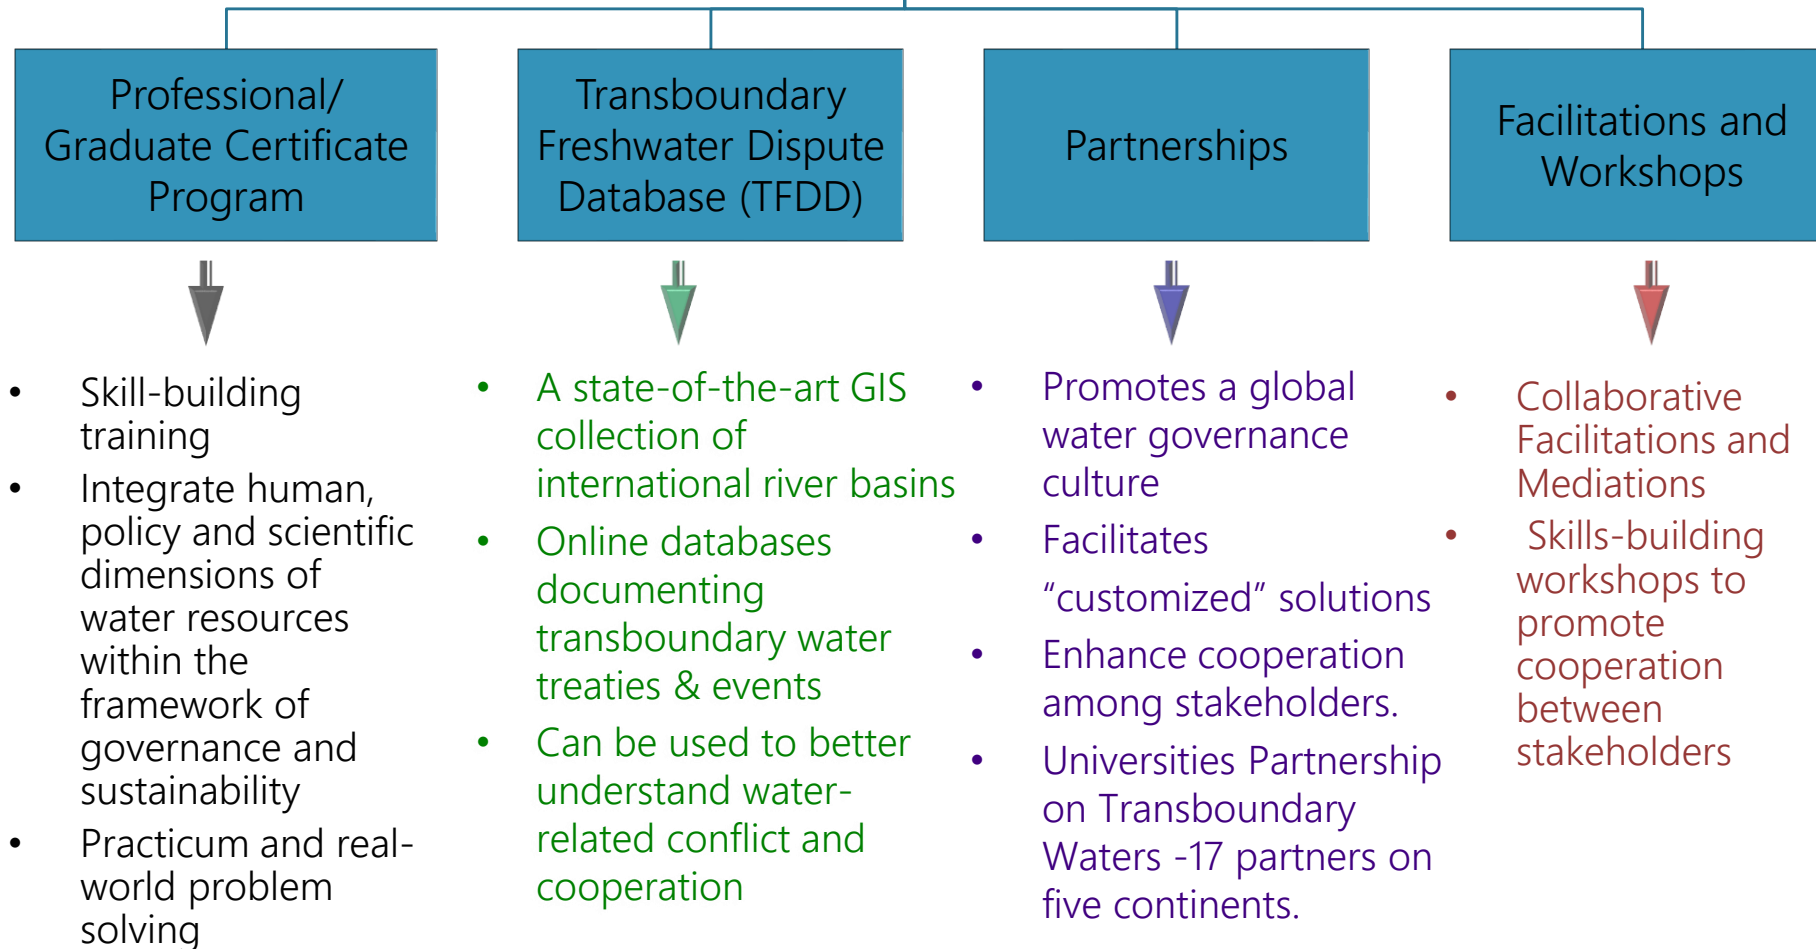 Professional/
Graduate Certificate
Program
Transboundary
Freshwater Dispute
Database (TFDD)
Partnerships
Facilitations and
Workshops
• Skill-building
training
• Integrate human,
policy and scientific
dimensions of
water resources
within the
framework of
governance and
sustainability
• Practicum and real-
world problem
solving
• A state-of-the-art GIS
collection of
international river basins
• Online databases
documenting
transboundary water
treaties & events
• Can be used to better
understand water-
related conflict and
cooperation
• Promotes a global
water governance
culture
• Facilitates
“customized” solutions
• Enhance cooperation
among stakeholders.
• Universities Partnership
on Transboundary
Waters -17 partners on
five continents.
• Collaborative
Facilitations and
Mediations
• Skills-building
workshops to
promote
cooperation
between
stakeholders